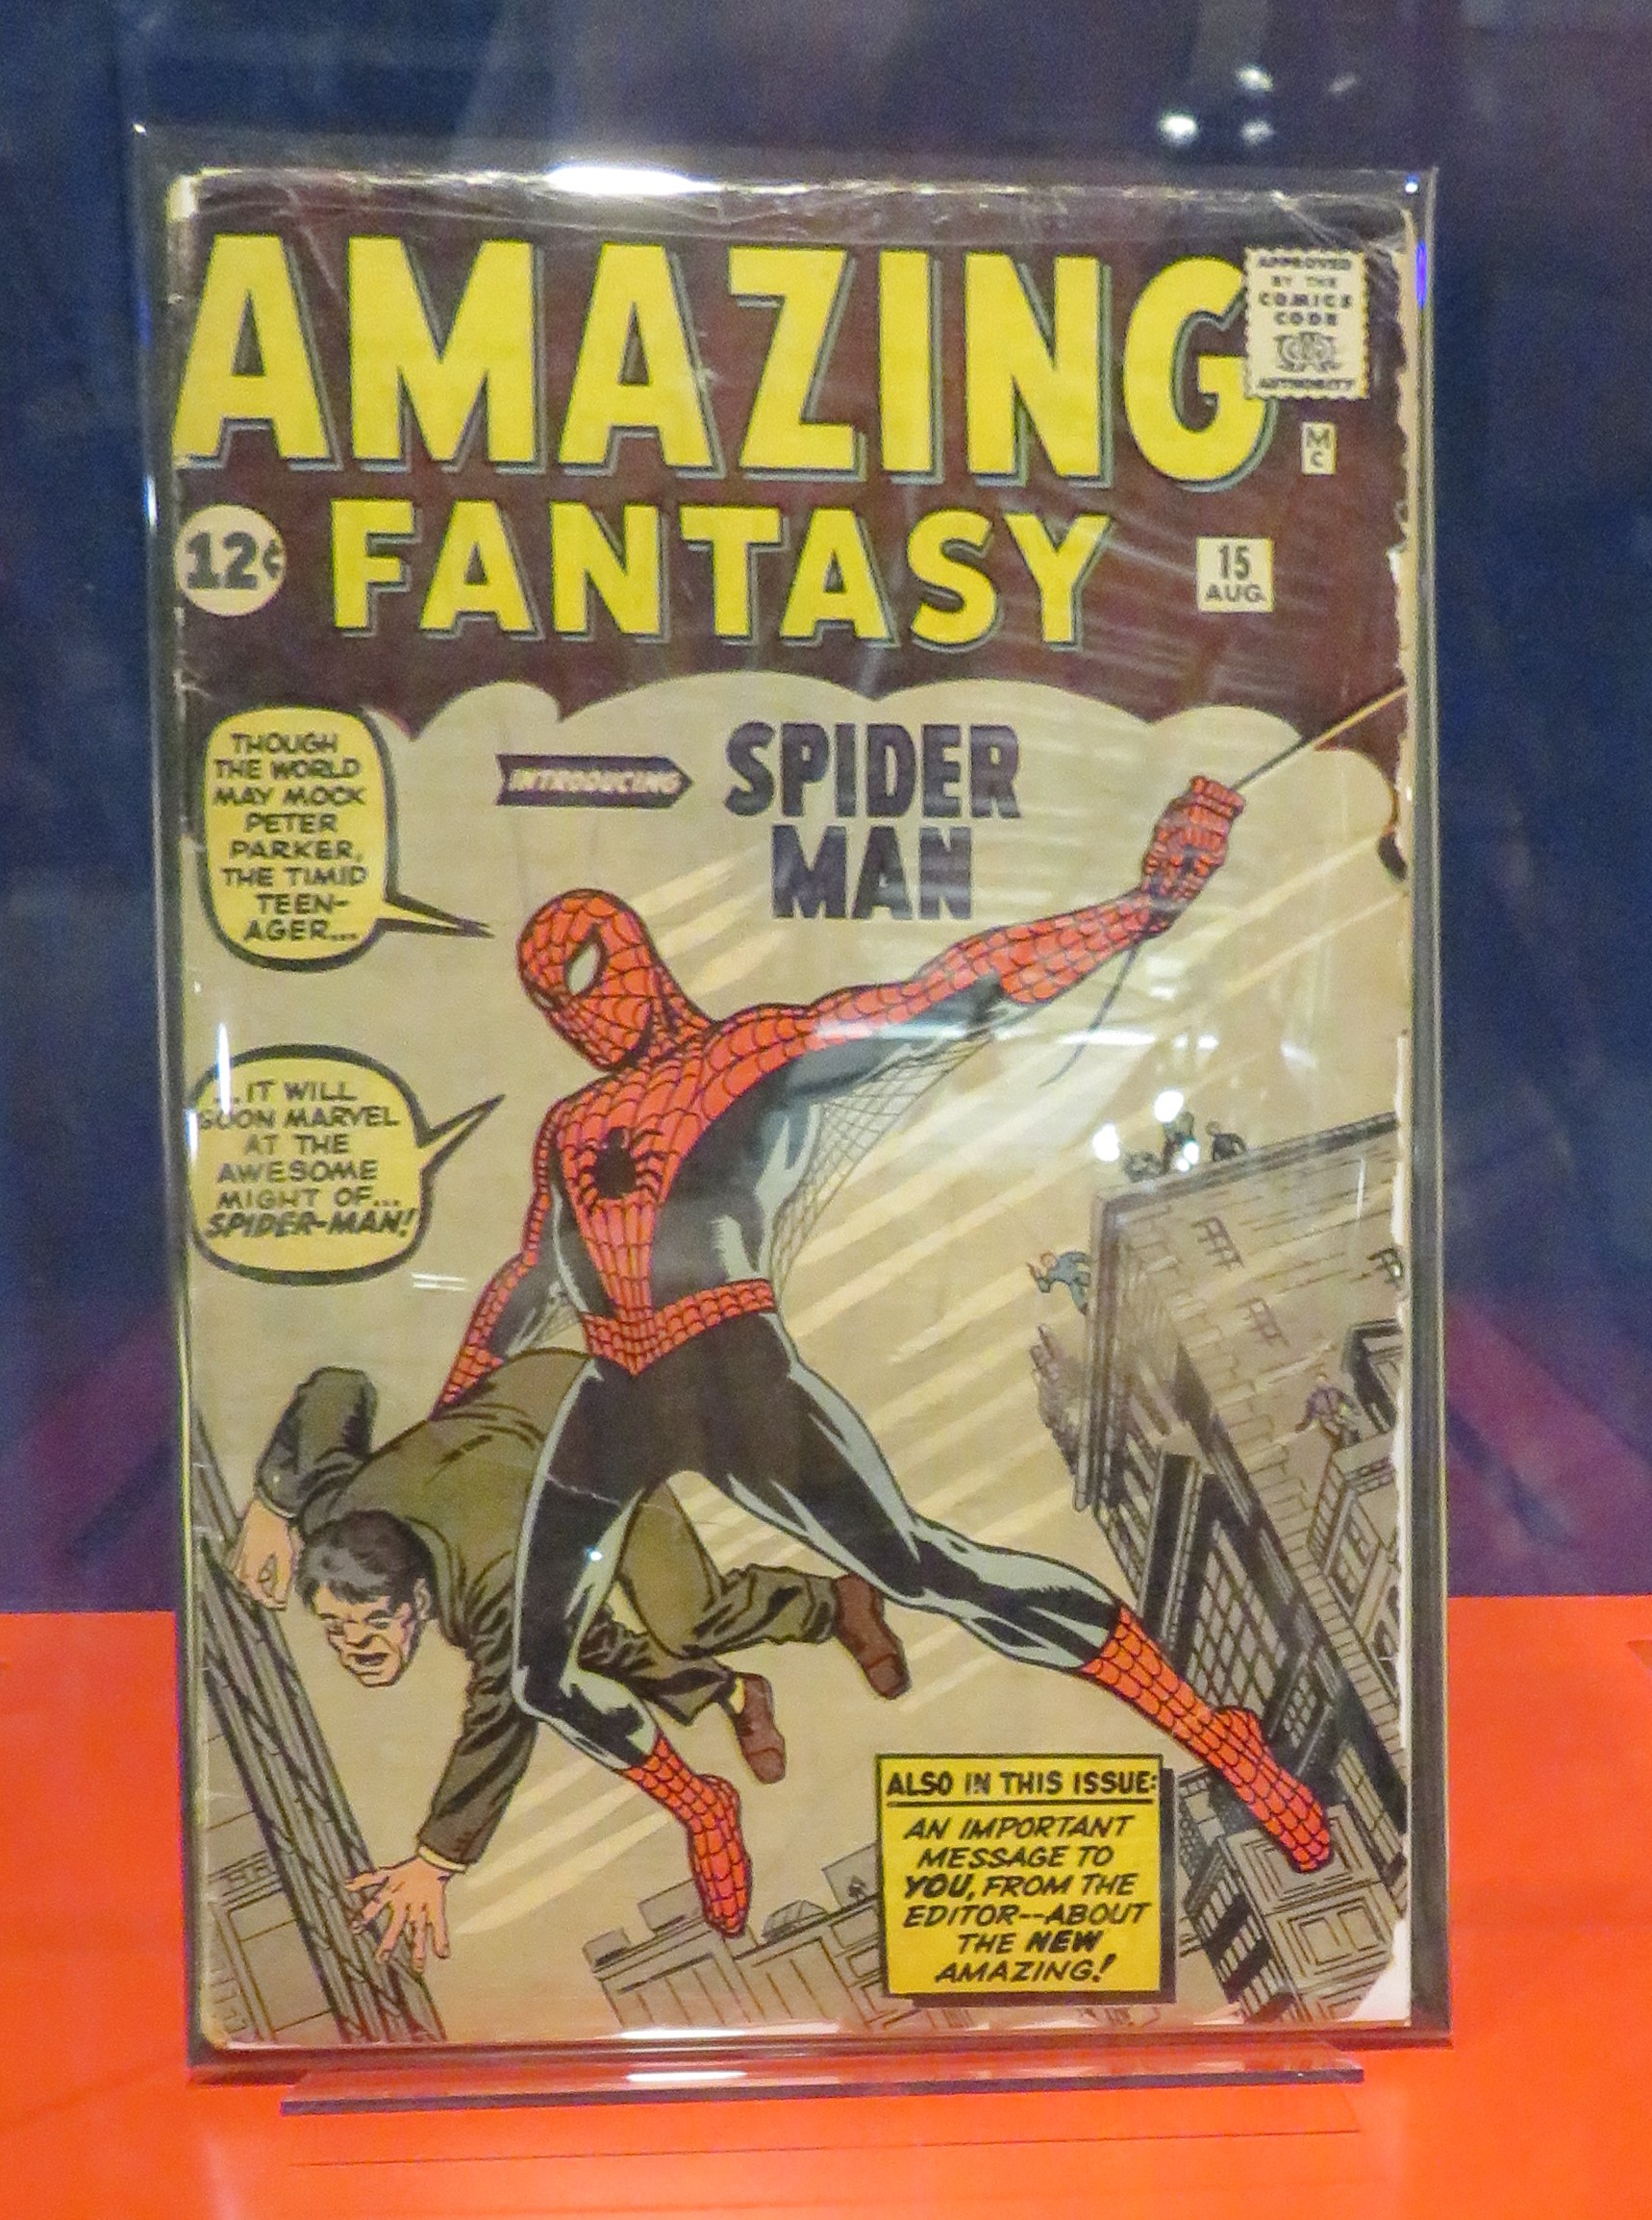 AMAZING
FANTASY
APPROVED
BY THE
COMICS
CODE
AUTHORITY
M
C
12¢
15
AUG.
INTRODUCING
SPIDER
MAN
THOUGH
THE WORLD
MAY MOCK
PETER
PARKER,
THE TIMID
TEEN-
AGER...
...IT WILL
SOON MARVEL
AT THE
AWESOME
MIGHT OF...
SPIDER-MAN!
ALSO IN THIS ISSUE:
AN IMPORTANT
MESSAGE TO
YOU, FROM THE
EDITOR--ABOUT
THE NEW
AMAZING!